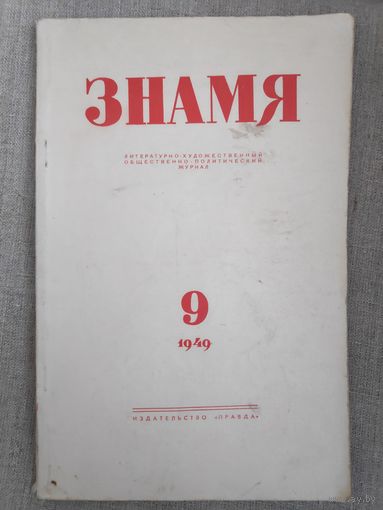 ЗНАМЯ
ЛИТЕРАТУРНО-ХУДОЖЕСТВЕННЫЙ
ОБЩЕСТВЕННО-ПОЛИТИЧЕСКИЙ
ЖУРНАЛ
9
1949
ИЗДАТЕЛЬСТВО «ПРАВДА»